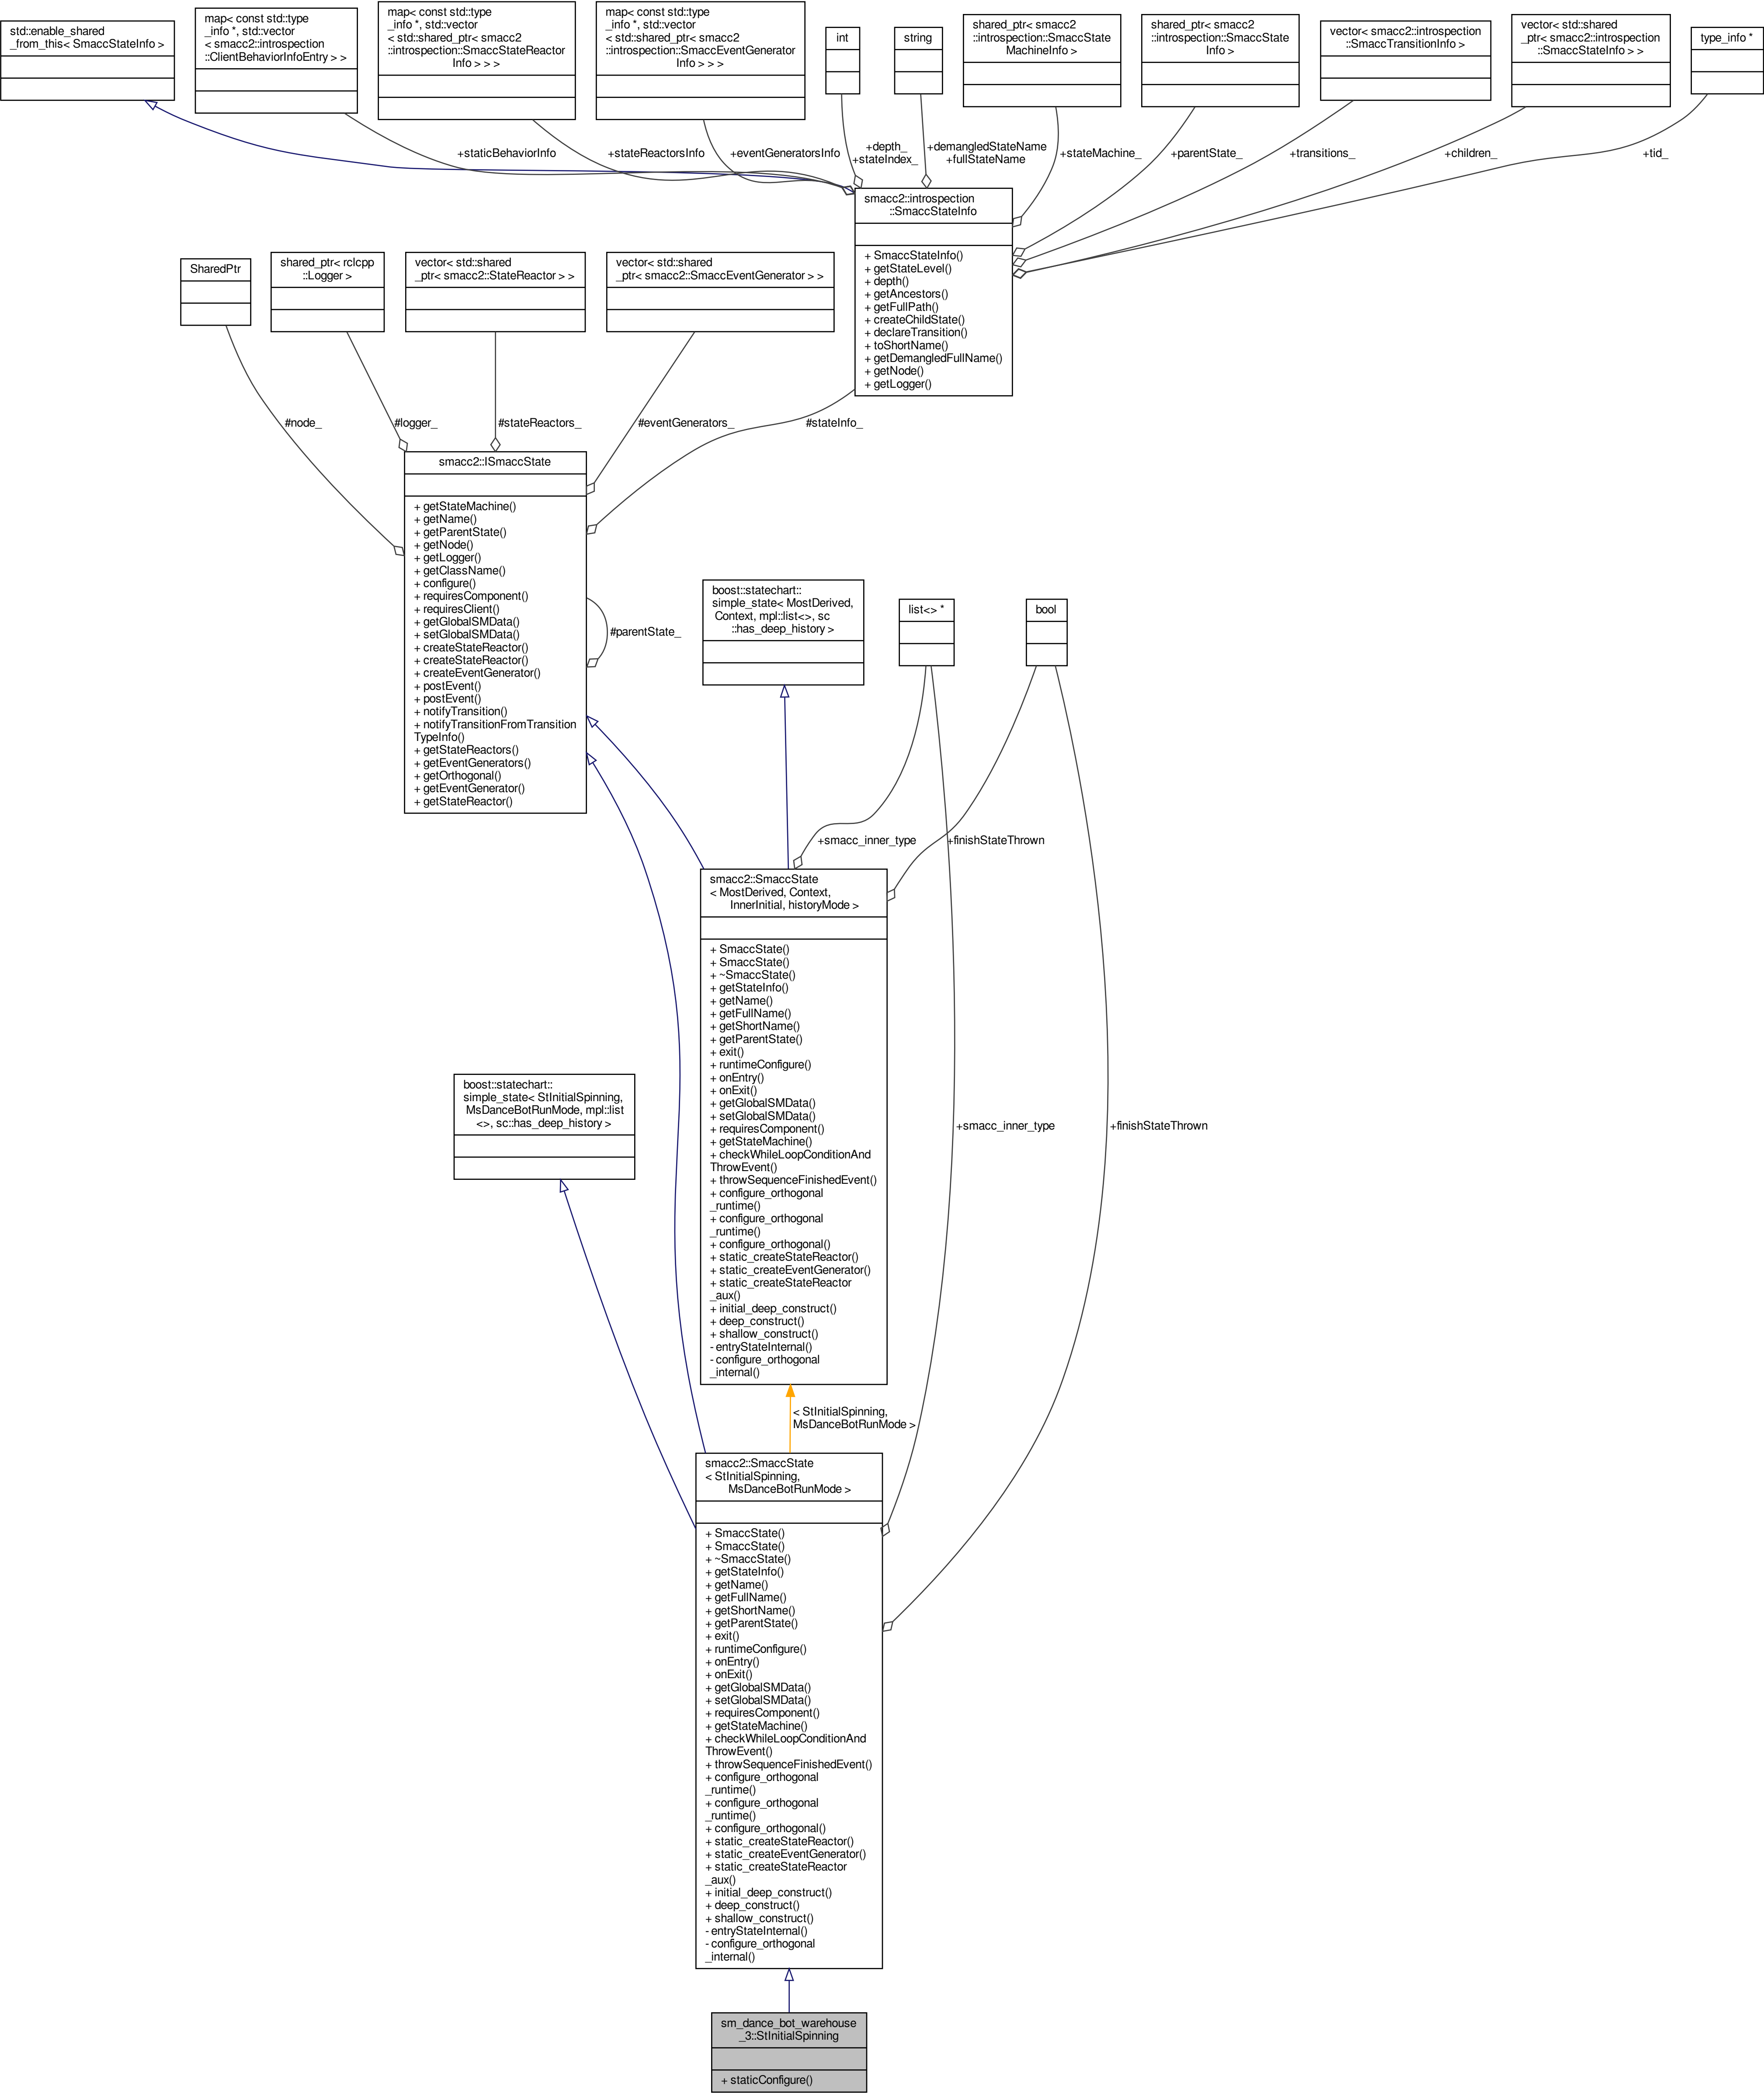 std::enable_shared
_from_this< SmaccStateInfo >
map< const std::type
_info *, std::vector
< smacc2::introspection
::ClientBehaviorInfoEntry > >
map< const std::type
_info *, std::vector
< std::shared_ptr< smacc2
::introspection::SmaccStateReactor
Info > > >
map< const std::type
_info *, std::vector
< std::shared_ptr< smacc2
::introspection::SmaccEventGenerator
Info > > >
int
string
shared_ptr< smacc2
::introspection::SmaccState
MachineInfo >
shared_ptr< smacc2
::introspection::SmaccState
Info >
vector< smacc2::introspection
::SmaccTransitionInfo >
vector< std::shared
_ptr< smacc2::introspection
::SmaccStateInfo > >
type_info *
+staticBehaviorInfo
+stateReactorsInfo
+eventGeneratorsInfo
+depth_
+stateIndex_
+demangledStateName
+fullStateName
+stateMachine_
+parentState_
+transitions_
+children_
+tid_
smacc2::introspection
::SmaccStateInfo
+ SmaccStateInfo()
+ getStateLevel()
+ depth()
+ getAncestors()
+ getFullPath()
+ createChildState()
+ declareTransition()
+ toShortName()
+ getDemangledFullName()
+ getNode()
+ getLogger()
SharedPtr
shared_ptr< rclcpp
::Logger >
vector< std::shared
_ptr< smacc2::StateReactor > >
vector< std::shared
_ptr< smacc2::SmaccEventGenerator > >
#node_
#logger_
#stateReactors_
#eventGenerators_
#stateInfo_
smacc2::ISmaccState
+ getStateMachine()
+ getName()
+ getParentState()
+ getNode()
+ getLogger()
+ getClassName()
+ configure()
+ requiresComponent()
+ requiresClient()
+ getGlobalSMData()
+ setGlobalSMData()
+ createStateReactor()
+ createStateReactor()
+ createEventGenerator()
+ postEvent()
+ postEvent()
+ notifyTransition()
+ notifyTransitionFromTransition
TypeInfo()
+ getStateReactors()
+ getEventGenerators()
+ getOrthogonal()
+ getEventGenerator()
+ getStateReactor()
#parentState_
boost::statechart::
simple_state< MostDerived,
Context, mpl::list<>, sc
::has_deep_history >
list<> *
bool
+smacc_inner_type
+finishStateThrown
smacc2::SmaccState
< MostDerived, Context,
InnerInitial, historyMode >
+ SmaccState()
+ SmaccState()
+ ~SmaccState()
+ getStateInfo()
+ getName()
+ getFullName()
+ getShortName()
+ getParentState()
+ exit()
+ runtimeConfigure()
+ onEntry()
+ onExit()
+ getGlobalSMData()
+ setGlobalSMData()
+ requiresComponent()
+ getStateMachine()
+ checkWhileLoopConditionAnd
ThrowEvent()
+ throwSequenceFinishedEvent()
+ configure_orthogonal
_runtime()
+ configure_orthogonal
_runtime()
+ configure_orthogonal()
+ static_createStateReactor()
+ static_createEventGenerator()
+ static_createStateReactor
_aux()
+ initial_deep_construct()
+ deep_construct()
+ shallow_construct()
- entryStateInternal()
- configure_orthogonal
_internal()
boost::statechart::
simple_state< StInitialSpinning,
MsDanceBotRunMode, mpl::list
<>, sc::has_deep_history >
+smacc_inner_type
+finishStateThrown
< StInitialSpinning,
MsDanceBotRunMode >
smacc2::SmaccState
< StInitialSpinning,
MsDanceBotRunMode >
+ SmaccState()
+ SmaccState()
+ ~SmaccState()
+ getStateInfo()
+ getName()
+ getFullName()
+ getShortName()
+ getParentState()
+ exit()
+ runtimeConfigure()
+ onEntry()
+ onExit()
+ getGlobalSMData()
+ setGlobalSMData()
+ requiresComponent()
+ getStateMachine()
+ checkWhileLoopConditionAnd
ThrowEvent()
+ throwSequenceFinishedEvent()
+ configure_orthogonal
_runtime()
+ configure_orthogonal
_runtime()
+ configure_orthogonal()
+ static_createStateReactor()
+ static_createEventGenerator()
+ static_createStateReactor
_aux()
+ initial_deep_construct()
+ deep_construct()
+ shallow_construct()
- entryStateInternal()
- configure_orthogonal
_internal()
sm_dance_bot_warehouse
_3::StInitialSpinning
+ staticConfigure()